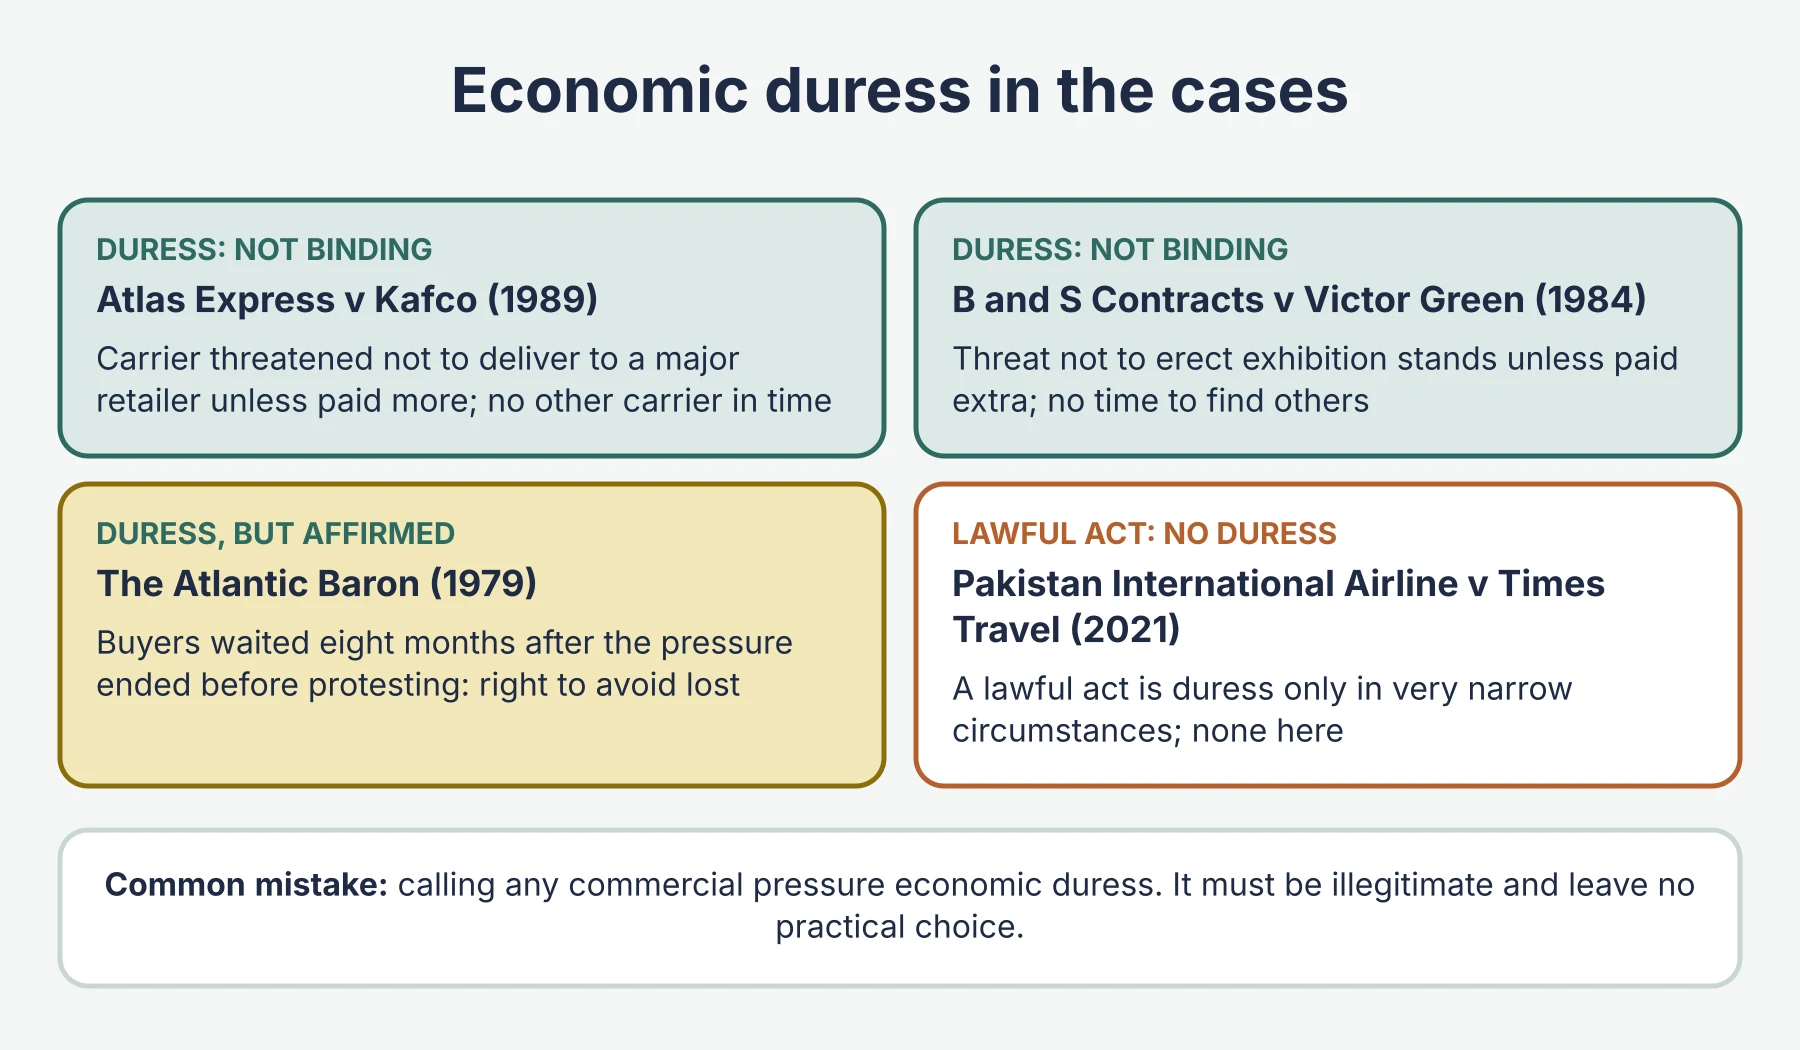 Economic duress in the cases
DURESS: NOT BINDING
Atlas Express v Kafco (1989)
Carrier threatened not to deliver to a major
retailer unless paid more; no other carrier in time
DURESS: NOT BINDING
B and S Contracts v Victor Green (1984)
Threat not to erect exhibition stands unless paid
extra; no time to find others
DURESS, BUT AFFIRMED
The Atlantic Baron (1979)
Buyers waited eight months after the pressure
ended before protesting: right to avoid lost
LAWFUL ACT: NO DURESS
Pakistan International Airline v Times
Travel (2021)
A lawful act is duress only in very narrow
circumstances; none here
Common mistake: calling any commercial pressure economic duress. It must be illegitimate and leave no
practical choice.